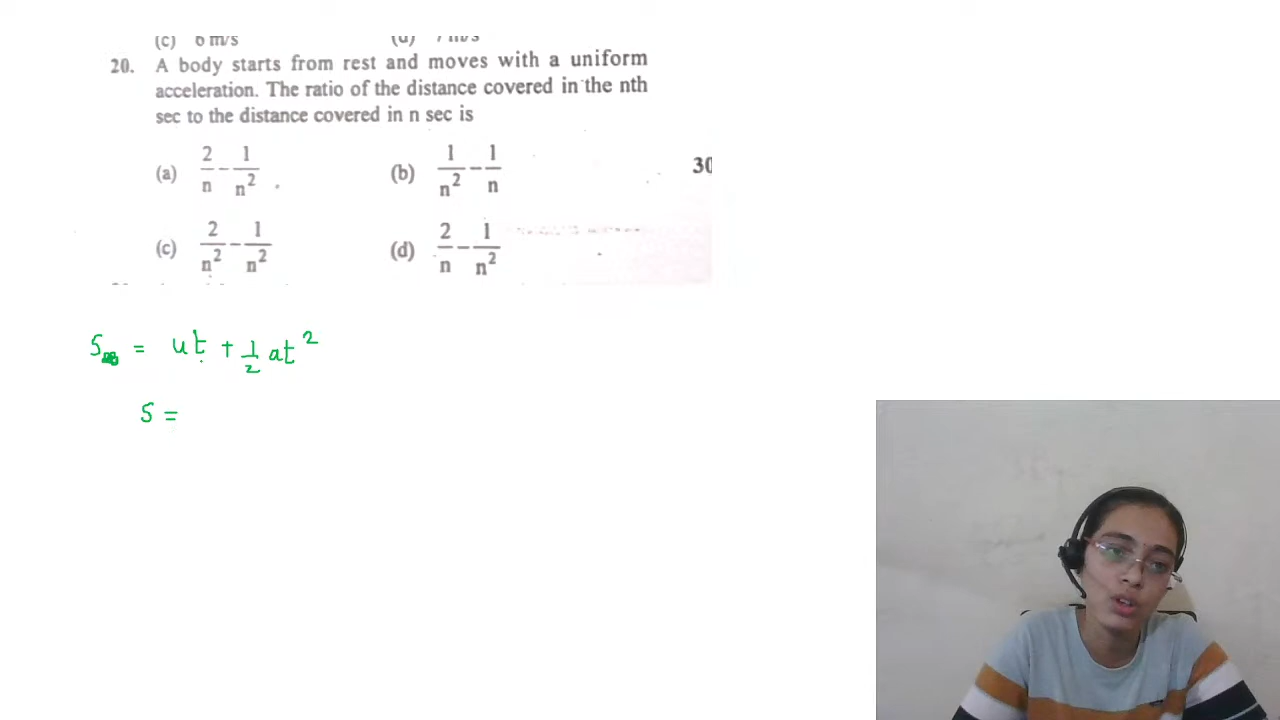 (c) 6 m/s (d) 7 m/s
20. A body starts from rest and moves with a uniform
acceleration. The ratio of the distance covered in the nth
sec to the distance covered in n sec is
(a) 2/n - 1/n² (b) 1/n² - 1/n
30
(c) 2/n² - 1/n² (d) 2/n - 1/n²
S = ut + 1/2 at²
S =